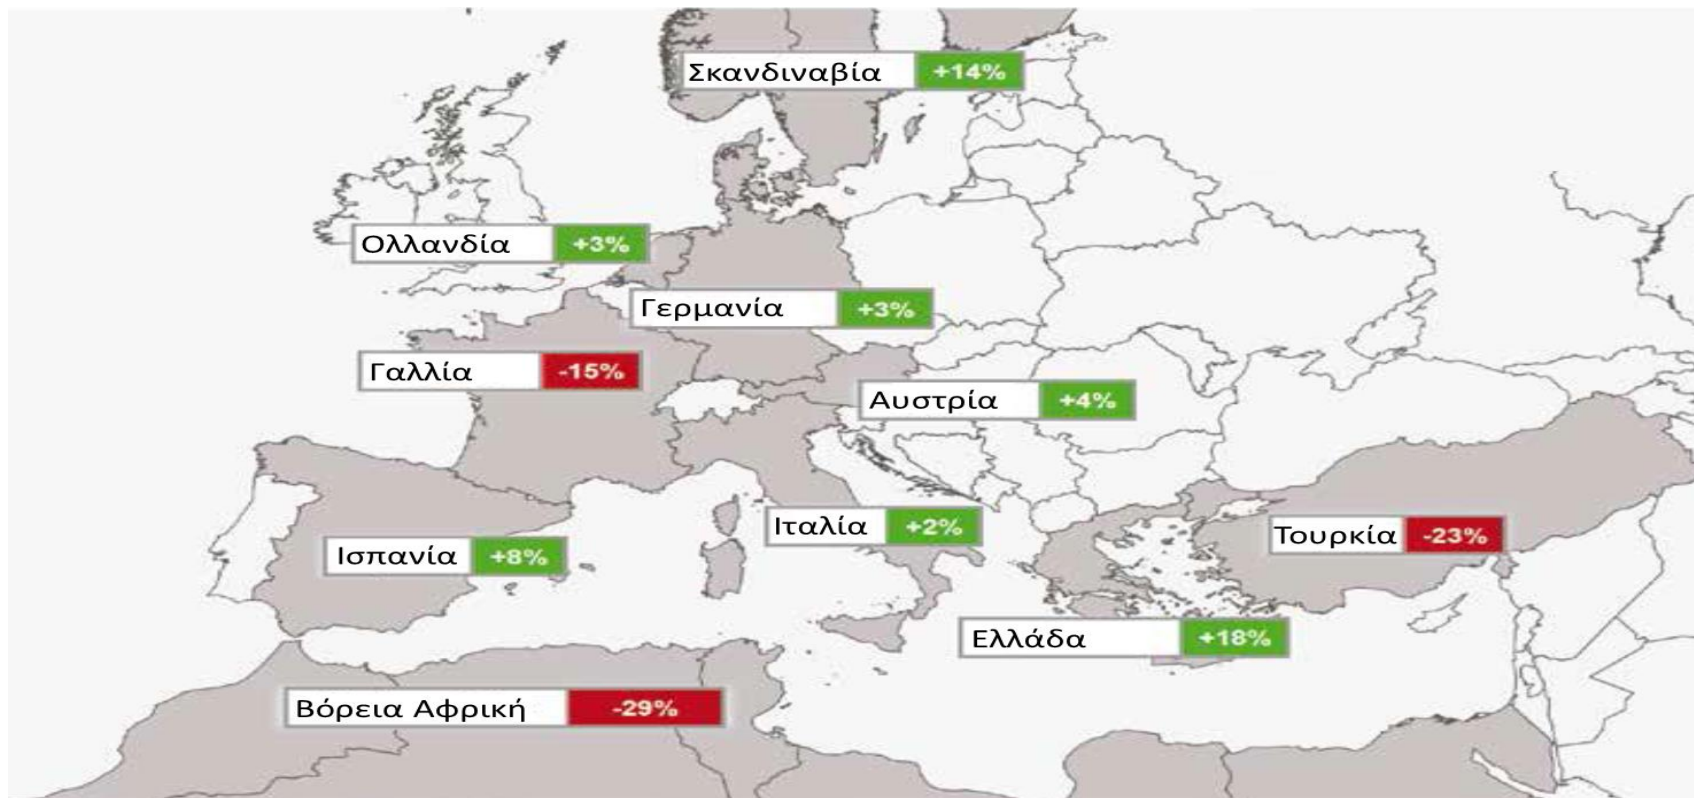 Σκανδιναβία +14%
Ολλανδία +3%
Γερμανία +3%
Γαλλία -15%
Αυστρία +4%
Ιταλία +2%
Τουρκία -23%
Ισπανία +8%
Ελλάδα +18%
Βόρεια Αφρική -29%